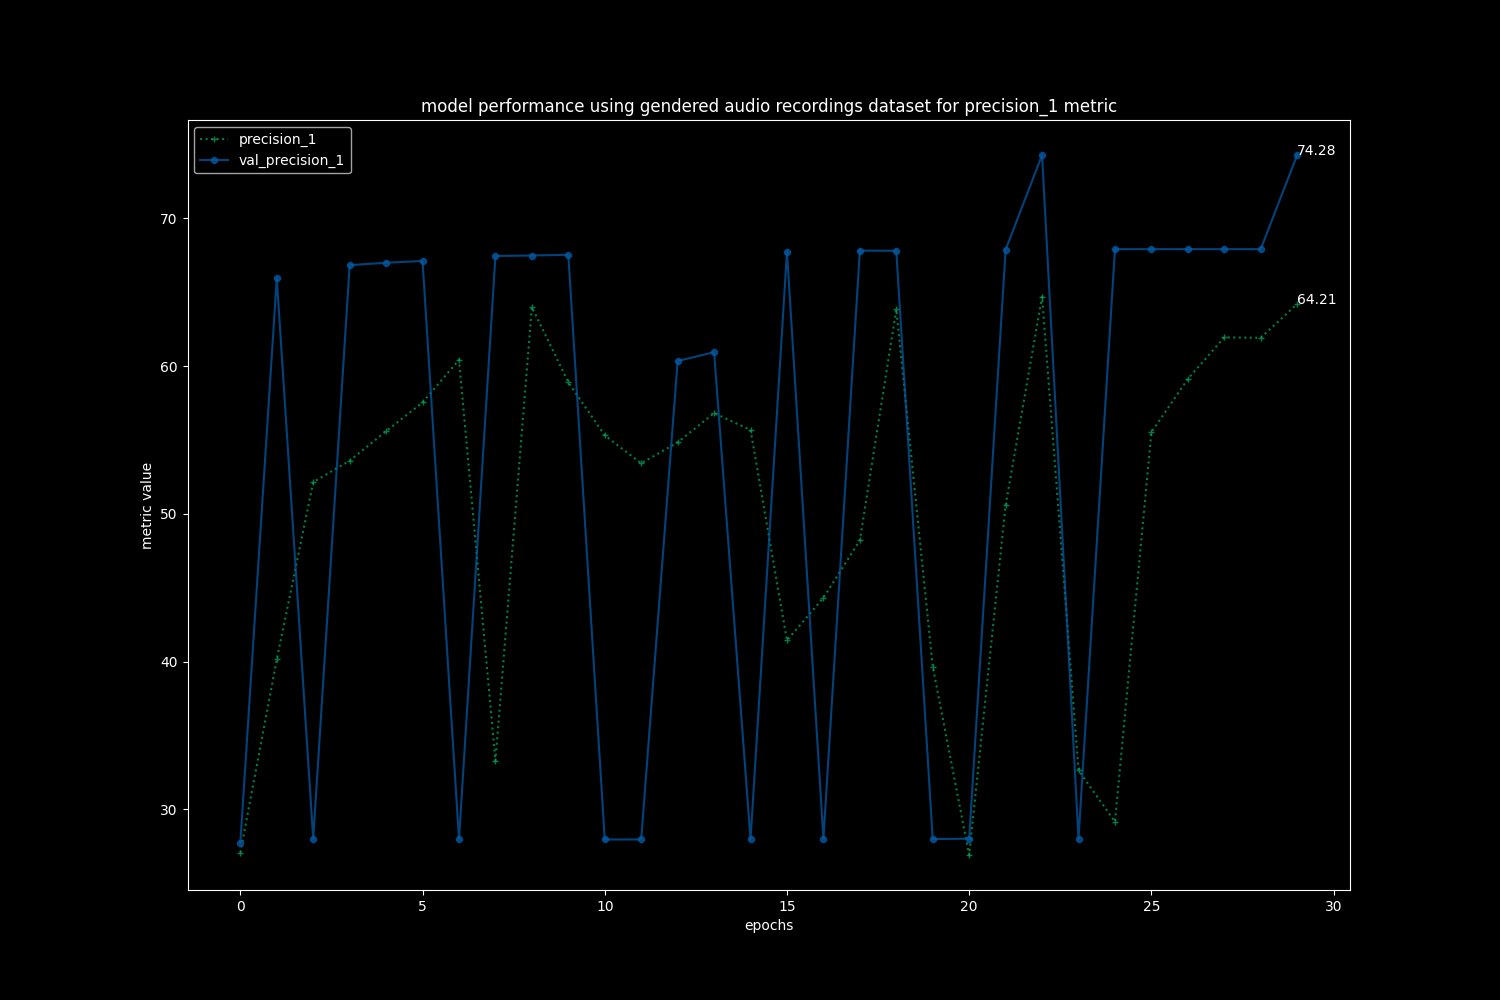 model performance using gendered audio recordings dataset for precision_1 metric
precision_1
val_precision_1
74.28
64.21
70
60
50
40
30
metric value
0 5 10 15 20 25 30
epochs